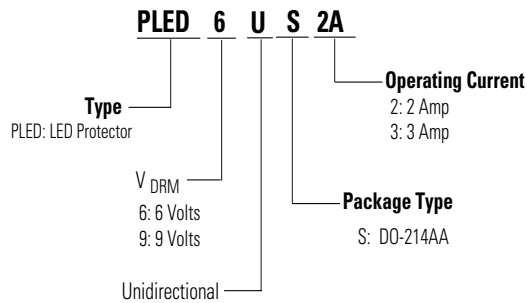 PLED 6 U S 2A
Operating Current
2: 2 Amp
3: 3 Amp
Type
PLED: LED Protector
V DRM
6: 6 Volts
9: 9 Volts
Package Type
S: DO-214AA
Unidirectional